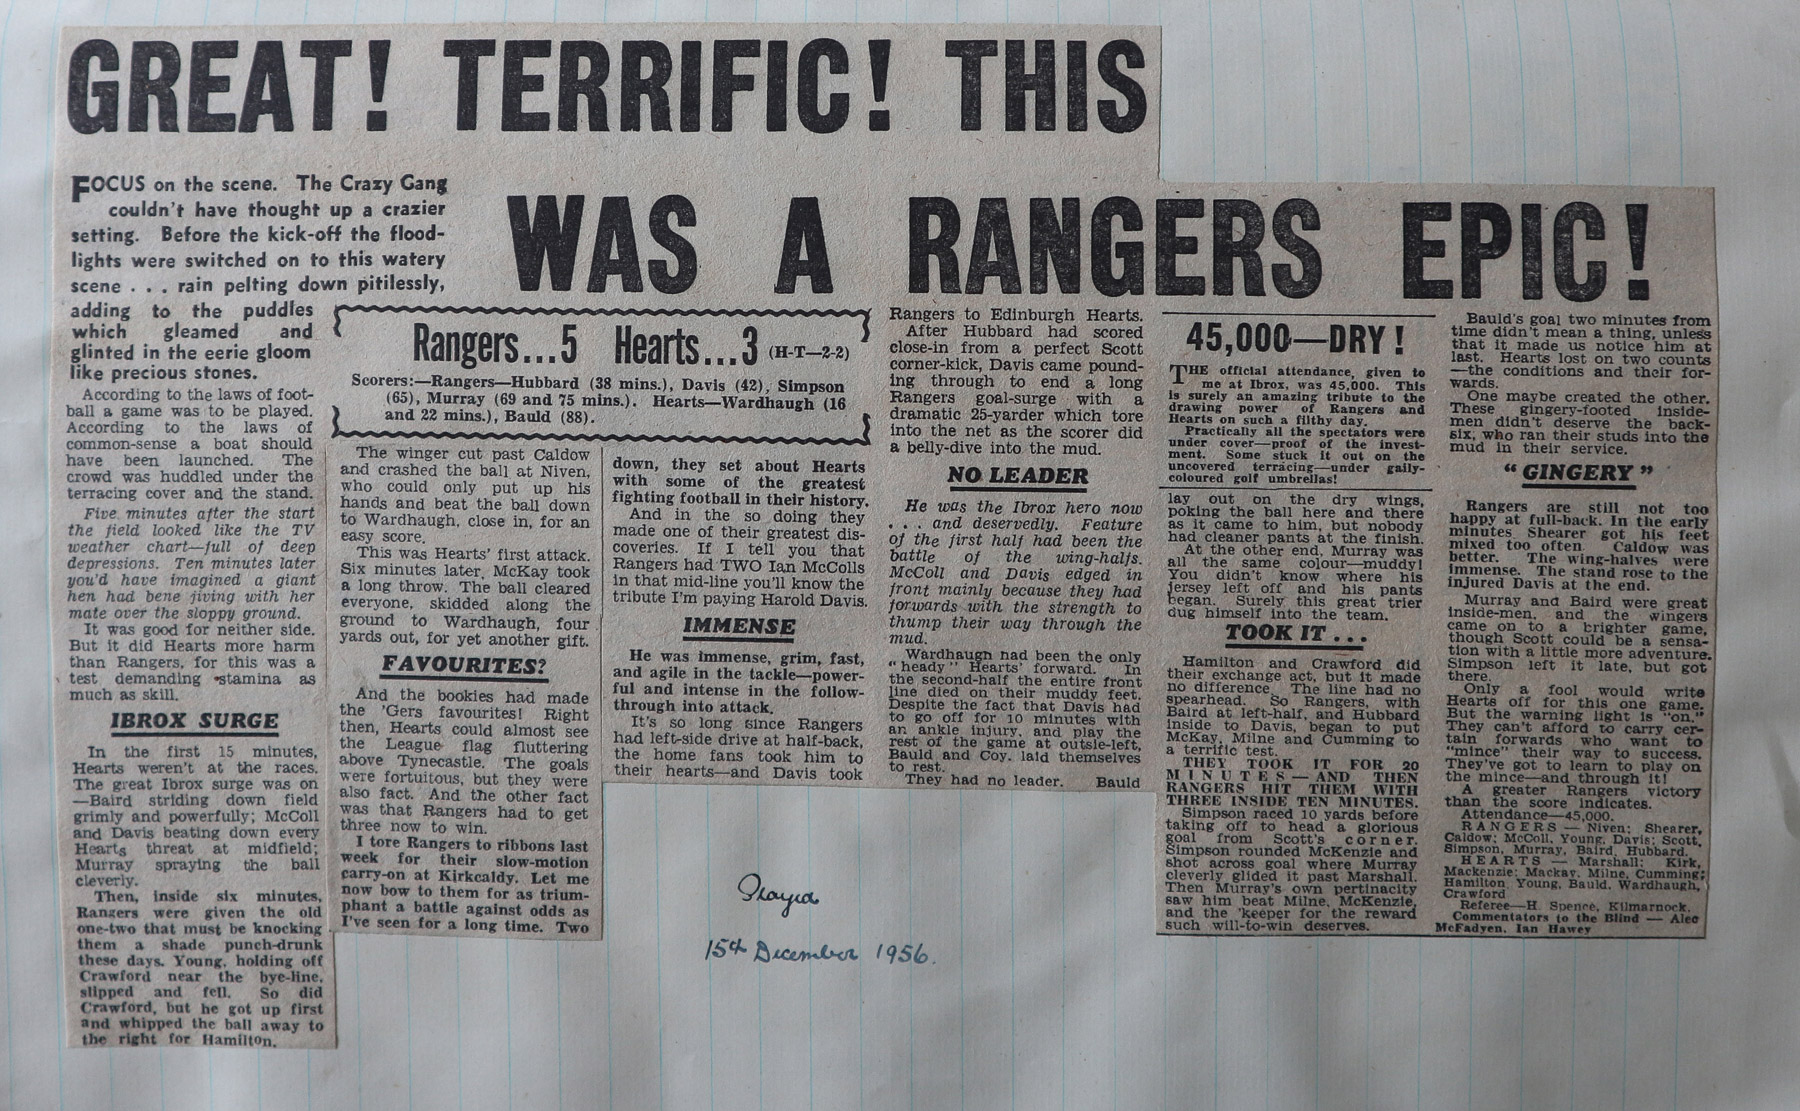 GREAT! TERRIFIC! THIS
WAS A RANGERS EPIC!
FOCUS on the scene. The Crazy Gang
couldn't have thought up a crazier
setting. Before the kick-off the flood-
lights were switched on to this watery
scene . . . rain pelting down pitilessly,
adding to the puddles
which gleamed and
glinted in the eerie gloom
like precious stones.
According to the laws of foot-
ball a game was to be played.
According to the laws of
common-sense a boat should
have been launched. The
crowd was huddled under the
terracing cover and the stand.
Five minutes after the start
the field looked like the TV
weather chart—full of deep
depressions. Ten minutes later
you'd have imagined a giant
hen had bene jiving with her
mate over the sloppy ground.
It was good for neither side.
But it did Hearts more harm
than Rangers, for this was a
test demanding stamina as
much as skill.
IBROX SURGE
In the first 15 minutes,
Hearts weren't at the races.
The great Ibrox surge was on
—Baird striding down field
grimly and powerfully; McColl
and Davis beating down every
Hearts threat at midfield;
Murray spraying the ball
cleverly.
Then, inside six minutes,
Rangers were given the old
one-two that must be knocking
them a shade punch-drunk
these days. Young, holding off
Crawford near the bye-line,
slipped and fell. So did
Crawford, but he got up first
and whipped the ball away to
the right for Hamilton.
Rangers...5 Hearts...3 (H-T—2-2)
Scorers:—Rangers—Hubbard (38 mins.), Davis (42), Simpson
(65), Murray (69 and 75 mins.). Hearts—Wardhaugh (16
and 22 mins.), Bauld (88).
The winger cut past Caldow
and crashed the ball at Niven,
who could only put up his
hands and beat the ball down
to Wardhaugh, close in, for an
easy score.
This was Hearts' first attack.
Six minutes later, McKay took
a long throw. The ball cleared
everyone, skidded along the
ground to Wardhaugh, four
yards out, for yet another gift.
FAVOURITES?
And the bookies had made
the 'Gers favourites! Right
then, Hearts could almost see
the League flag fluttering
above Tynecastle. The goals
were fortuitous, but they were
also fact. And the other fact
was that Rangers had to get
three now to win.
I tore Rangers to ribbons last
week for their slow-motion
carry-on at Kirkcaldy. Let me
now bow to them for as trium-
phant a battle against odds as
I've seen for a long time. Two
down, they set about Hearts
with some of the greatest
fighting football in their history.
And in the so doing they
made one of their greatest dis-
coveries. If I tell you that
Rangers had TWO Ian McColls
in that mid-line you'll know the
tribute I'm paying Harold Davis.
IMMENSE
He was immense, grim, fast,
and agile in the tackle—power-
ful and intense in the follow-
through into attack.
It's so long since Rangers
had left-side drive at half-back,
the home fans took him to
their hearts—and Davis took
Rangers to Edinburgh Hearts.
After Hubbard had scored
close-in from a perfect Scott
corner-kick, Davis came pound-
ing through to end a long
Rangers goal-surge with a
dramatic 25-yarder which tore
into the net as the scorer did
a belly-dive into the mud.
NO LEADER
He was the Ibrox hero now
. . . and deservedly. Feature
of the first half had been the
battle of the wing-halfs.
McColl and Davis edged in
front mainly because they had
forwards with the strength to
thump their way through the
mud.
Wardhaugh had been the only
"heady" Hearts' forward. In
the second-half the entire front
line died on their muddy feet.
Despite the fact that Davis had
to go off for 10 minutes with
an ankle injury, and play the
rest of the game at outsie-left,
Bauld and Coy. laid themselves
to rest.
They had no leader. Bauld
45,000—DRY!
THE official attendance, given to
me at Ibrox, was 45,000. This
is surely an amazing tribute to the
drawing power of Rangers and
Hearts on such a filthy day.
Practically all the spectators were
under cover—proof of the invest-
ment. Some stuck it out on the
uncovered terracing—under gaily-
coloured golf umbrellas!
lay out on the dry wings,
poking the ball here and there
as it came to him, but nobody
had cleaner pants at the finish.
At the other end, Murray was
all the same colour—muddy!
You didn't know where his
jersey left off and his pants
began. Surely this great trier
dug himself into the team.
TOOK IT . . .
Hamilton and Crawford did
their exchange act, but it made
no difference. The line had no
spearhead. So Rangers, with
Baird at left-half, and Hubbard
inside to Davis, began to put
McKay, Milne and Cumming to
a terrific test.
THEY TOOK IT FOR 20
MINUTES — AND THEN
RANGERS HIT THEM WITH
THREE INSIDE TEN MINUTES.
Simpson raced 10 yards before
taking off to head a glorious
goal from Scott's corner.
Simpson rounded McKenzie and
shot across goal where Murray
cleverly glided it past Marshall.
Then Murray's own pertinacity
saw him beat Milne, McKenzie,
and the 'keeper for the reward
such will-to-win deserves.
Bauld's goal two minutes from
time didn't mean a thing, unless
that it made us notice him at
last. Hearts lost on two counts
—the conditions and their for-
wards.
One maybe created the other.
These gingery-footed inside-
men didn't deserve the back-
six, who ran their studs into the
mud in their service.
"GINGERY"
Rangers are still not too
happy at full-back. In the early
minutes Shearer got his feet
mixed too often. Caldow was
better. The wing-halves were
immense. The stand rose to the
injured Davis at the end.
Murray and Baird were great
inside-men, and the wingers
came on to a brighter game,
though Scott could be a sensa-
tion with a little more adventure.
Simpson left it late, but got
there.
Only a fool would write
Hearts off for this one game.
But the warning light is "on."
They can't afford to carry cer-
tain forwards who want to
"mince" their way to success.
They've got to learn to play on
the mince—and through it!
A greater Rangers victory
than the score indicates.
Attendance—45,000.
RANGERS — Niven; Shearer,
Caldow; McColl, Young, Davis; Scott,
Simpson, Murray, Baird, Hubbard.
HEARTS — Marshall; Kirk,
Mackenzie; Mackay, Milne, Cumming;
Hamilton, Young, Bauld, Wardhaugh,
Crawford
Referee—H. Spence, Kilmarnock.
Commentators to the Blind — Alec
McFadyen, Ian Hawey
Played
15th December 1956.